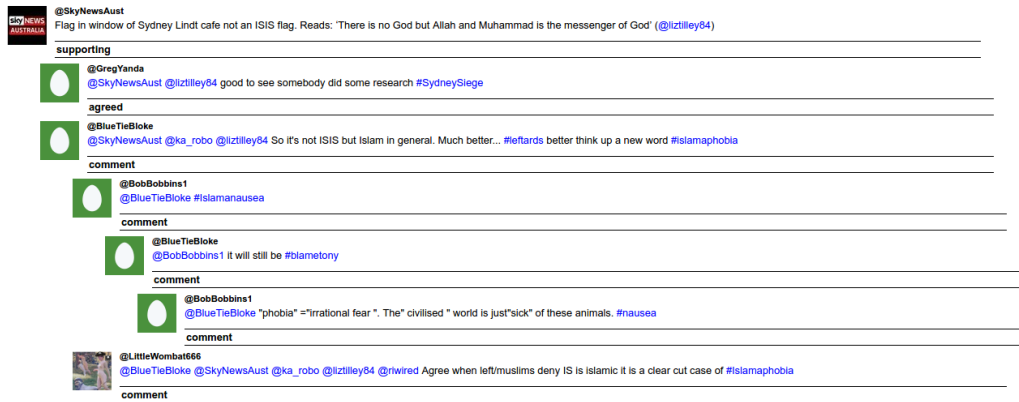 sky NEWS
AUSTRALIA
@SkyNewsAust
Flag in window of Sydney Lindt cafe not an ISIS flag. Reads: 'There is no God but Allah and Muhammad is the messenger of God' (@liztilley84)
supporting
@GregYanda
@SkyNewsAust @liztilley84 good to see somebody did some research #SydneySiege
agreed
@BlueTieBloke
@SkyNewsAust @ka_robo @liztilley84 So it's not ISIS but Islam in general. Much better... #leftards better think up a new word #islamaphobia
comment
@BobBobbins1
@BlueTieBloke #Islamanausea
comment
@BlueTieBloke
@BobBobbins1 it will still be #blametony
comment
@BobBobbins1
@BlueTieBloke "phobia" ="irrational fear ". The" civilised " world is just"sick" of these animals. #nausea
comment
@LittleWombat666
@BlueTieBloke @SkyNewsAust @ka_robo @liztilley84 @riwired Agree when left/muslims deny IS is islamic it is a clear cut case of #Islamaphobia
comment